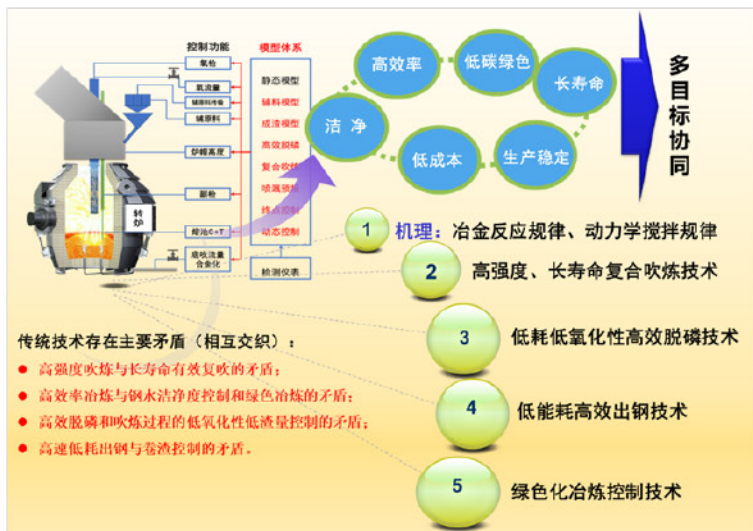 控制功能
氧枪
氧流量
辅原料
炉帽高度
副枪
熔池C+T
底吹流量
合金化
转炉
模型体系
静态模型
辅料模型
成渣模型
高效脱磷
复合吹炼
喷溅预报
终点控制
动态控制
检测仪表
高效率
低碳绿色
长寿命
洁 净
低成本
生产稳定
多目标协同
1 机理：冶金反应规律、动力学搅拌规律
2 高强度、长寿命复合吹炼技术
3 低耗低氧化性高效脱磷技术
4 低能耗高效出钢技术
5 绿色化冶炼控制技术
传统技术存在主要矛盾（相互交织）：
● 高强度吹炼与长寿命有效复吹的矛盾；
● 高效率冶炼与钢水洁净度控制和绿色冶炼的矛盾；
● 高效脱磷和吹炼过程的低氧化性低渣量控制的矛盾；
● 高速低耗出钢与卷渣控制的矛盾。